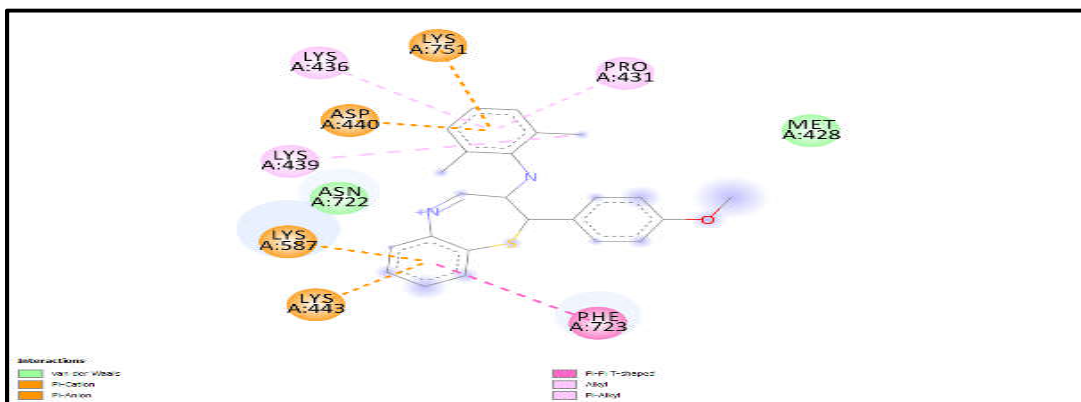 LYS
A:751
LYS
A:436
PRO
A:431
ASP
A:440
MET
A:428
LYS
A:439
ASN
A:722
N
N
+
O
S
LYS
A:587
LYS
A:443
PHE
A:723
Interactions
van der Waals
Pi-Cation
Pi-Anion
Pi-Pi T-shaped
Alkyl
Pi-Alkyl